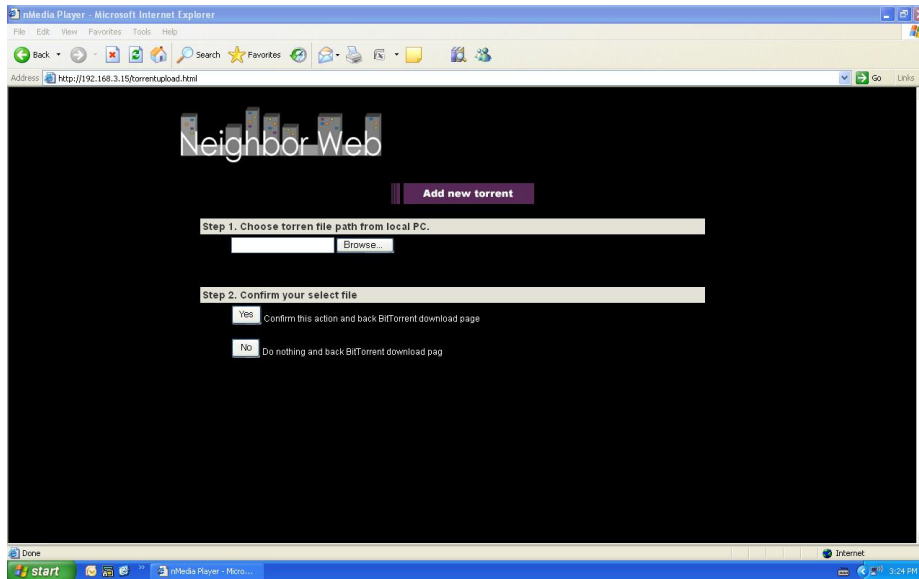 nMedia Player - Microsoft Internet Explorer
File Edit View Favorites Tools Help
Back Search Favorites
Address http://192.168.3.15/torrentupload.html Go Links
Neighbor Web
Add new torrent
Step 1. Choose torren file path from local PC.
Browse...
Step 2. Confirm your select file
Yes Confirm this action and back BitTorrent download page
No Do nothing and back BitTorrent download pag
Done Internet
start nMedia Player - Micro... 3:24 PM